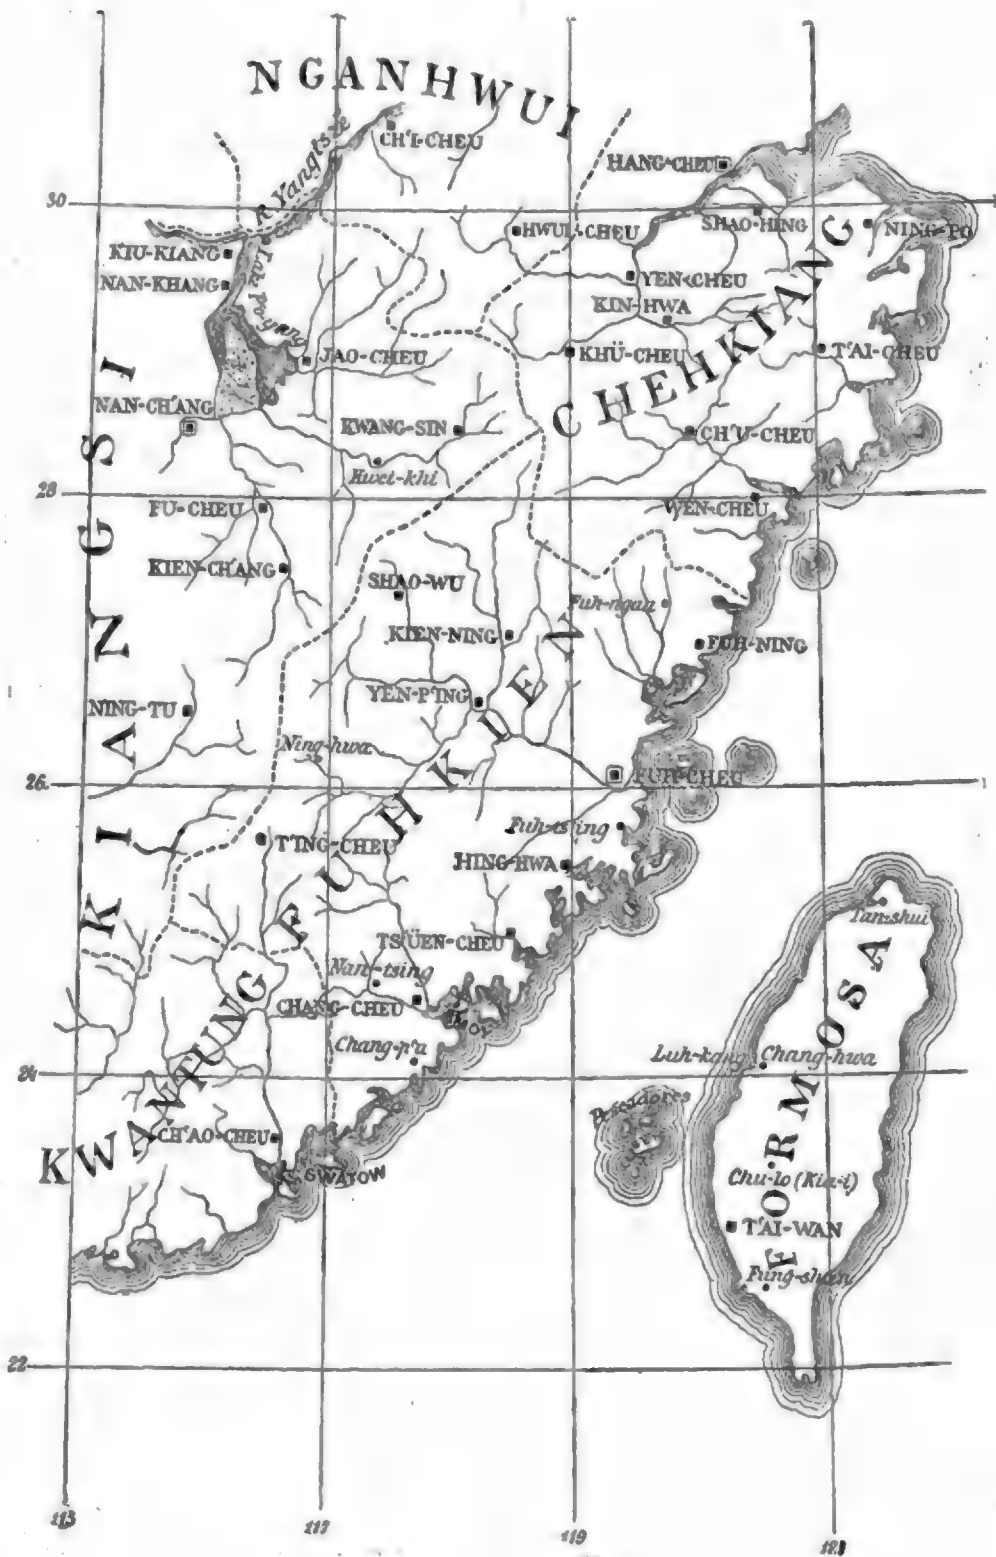 NGANHWUI
CH'I-CHEU
R. Yangtsze
HANG-CHEU
30
HWUI-CHEU
SHAO-HING
NING-PO
KIU-KIANG
NAN-KHANG
Lac Poyang
YEN-CHEU
KIN-HWA
CHEHKIANG
JAO-CHEU
KHÜ-CHEU
T'AI-CHEU
NAN-CH'ANG
KWANG-SIN
CH'U-CHEU
Kwei-khi
28
FU-CHEU
WEN-CHEU
KIANGSI
KIEN-CH'ANG
SHAO-WU
Fuh-ngan
KIEN-NING
FUH-NING
NING-TU
YEN-P'ING
Ning-hwa
FUH-CHEU
26
FUHKIEN
T'ING-CHEU
Fuh-tsing
HING-HWA
Tan-shui
TS'ÜEN-CHEU
Nan-tsing
CHANG-CHEU
Chang-p'u
Luh-kang
Chang-hwa
24
KWANTUNG
Pescadores
CH'AO-CHEU
SWATOW
FORMOSA
Chu-lo (Kia-i)
T'AI-WAN
Fung-shan
22
117
119